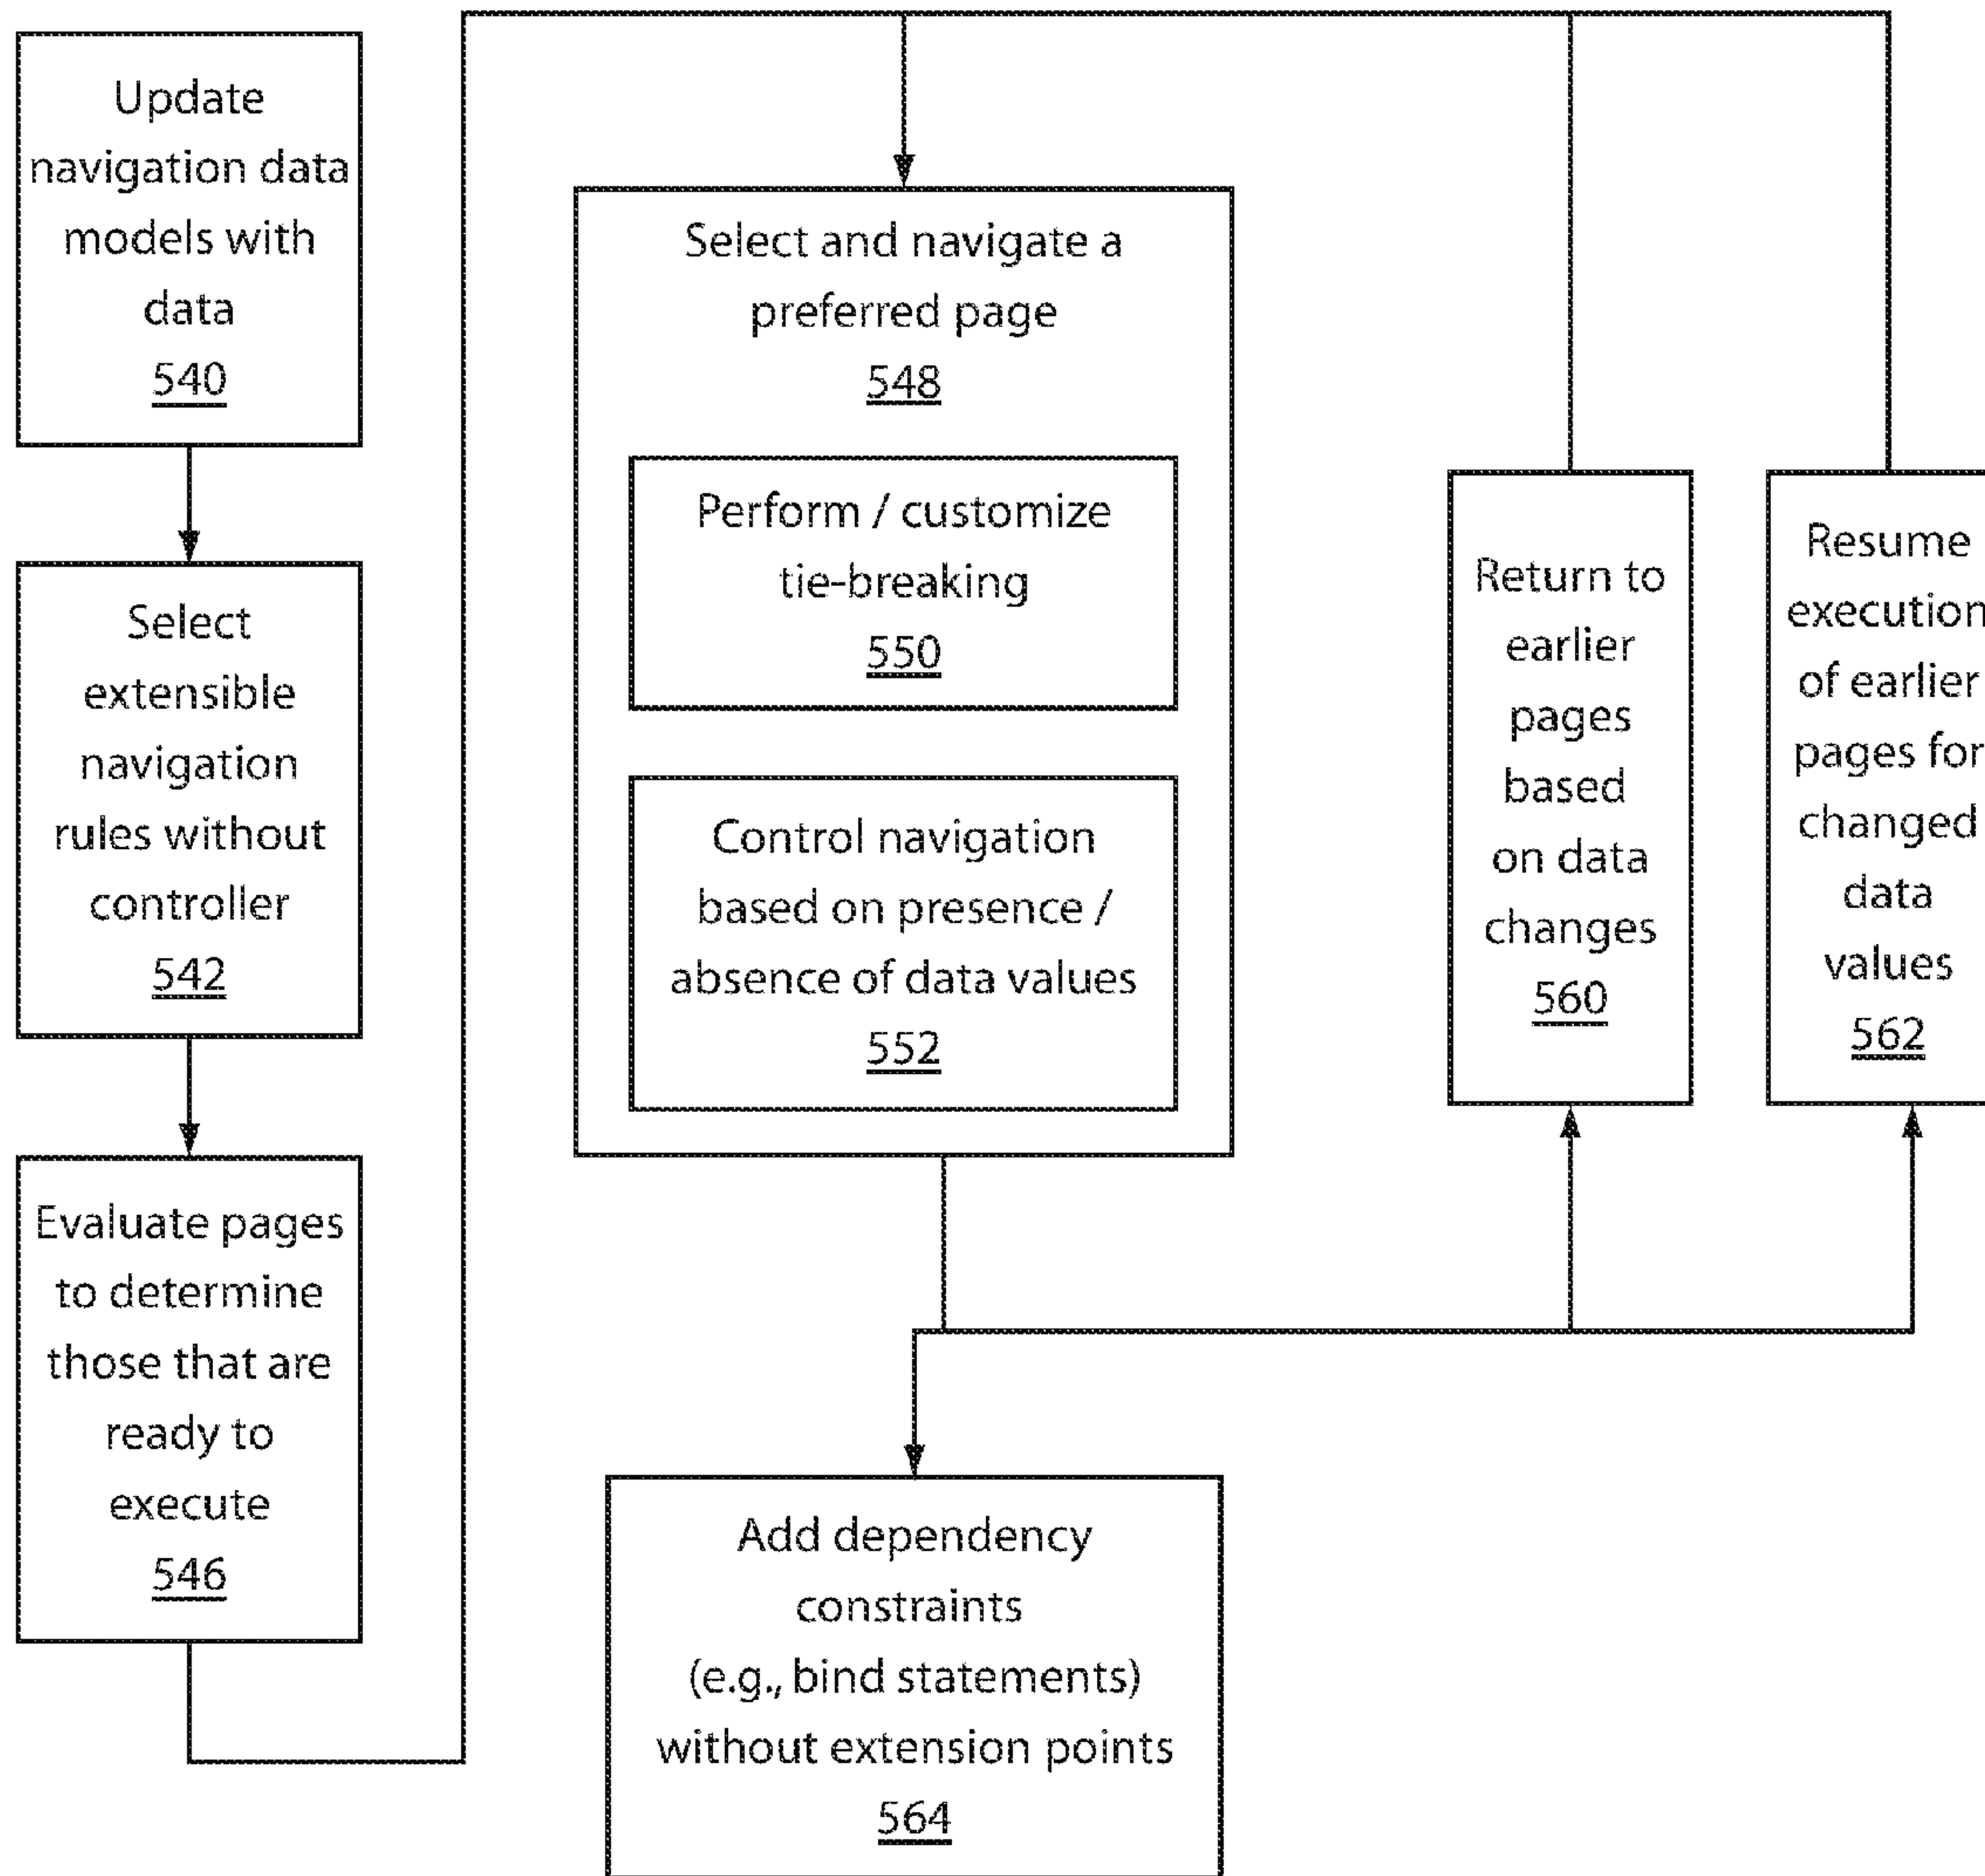 Update
navigation data
models with
data
540
Select
extensible
navigation
rules without
controller
542
Evaluate pages
to determine
those that are
ready to
execute
546
Select and navigate a
preferred page
548
Perform / customize
tie-breaking
550
Control navigation
based on presence /
absence of data values
552
Return to
earlier
pages
based
on data
changes
560
Resume
execution
of earlier
pages for
changed
data
values
562
Add dependency
constraints
(e.g., bind statements)
without extension points
564